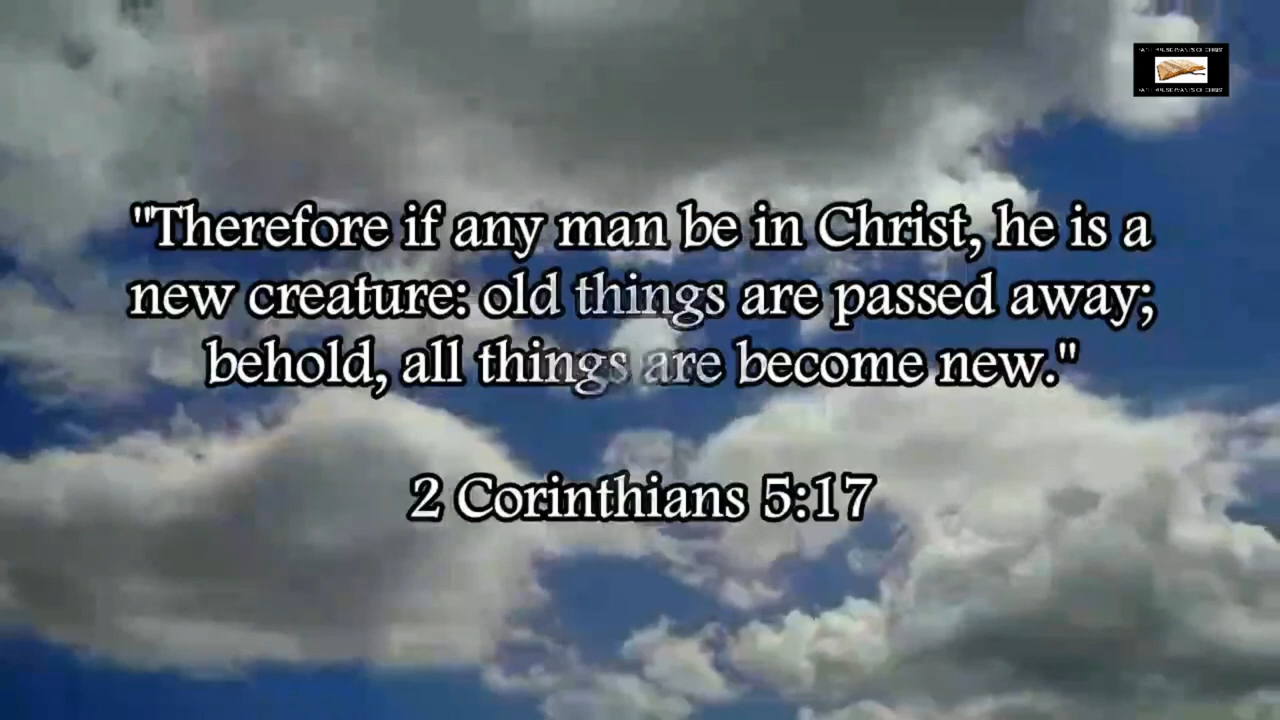 "Therefore if any man be in Christ, he is a
new creature: old things are passed away;
behold, all things are become new."
2 Corinthians 5:17